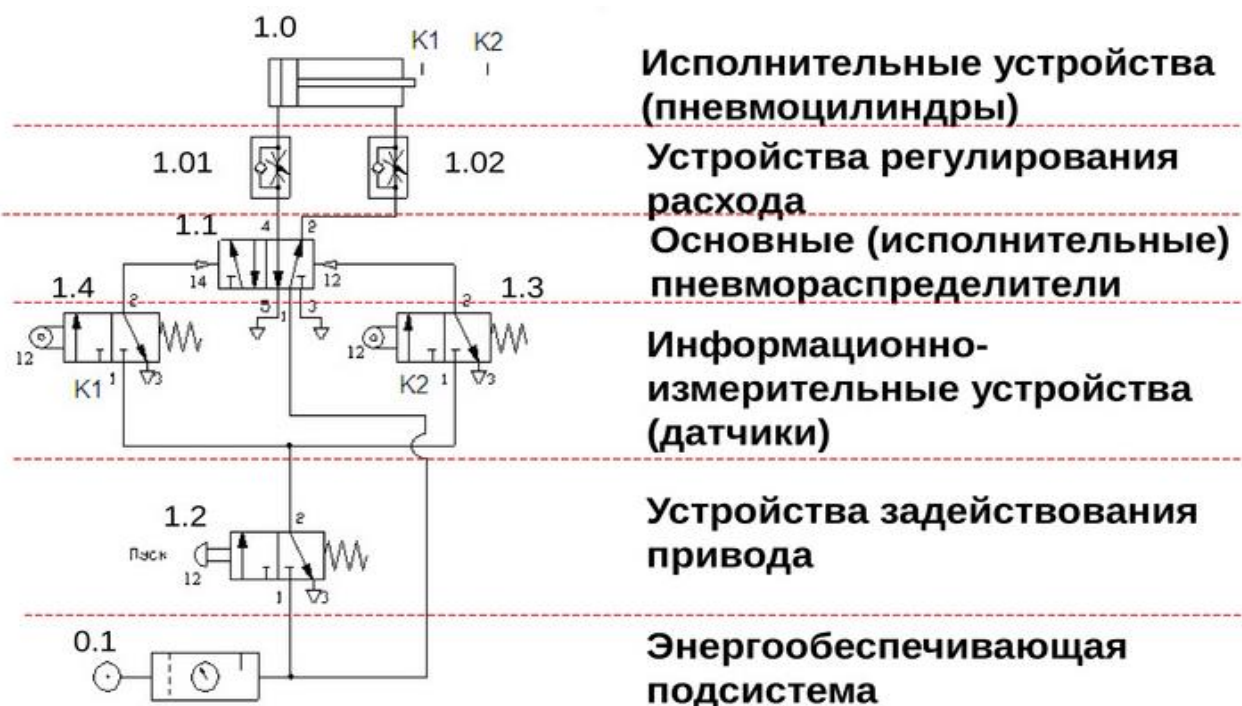 1.0
K1 K2
Исполнительные устройства
(пневмоцилиндры)
1.01
1.02
Устройства регулирования
расхода
1.1
4 2
14
12
5 1 3
Основные (исполнительные)
пневмораспределители
1.4
2
12
K1
1 3
1.3
2
12
K2
1 3
Информационно-
измерительные устройства
(датчики)
1.2
2
Пуск
12
1 3
Устройства задействования
привода
0.1
Энергообеспечивающая
подсистема